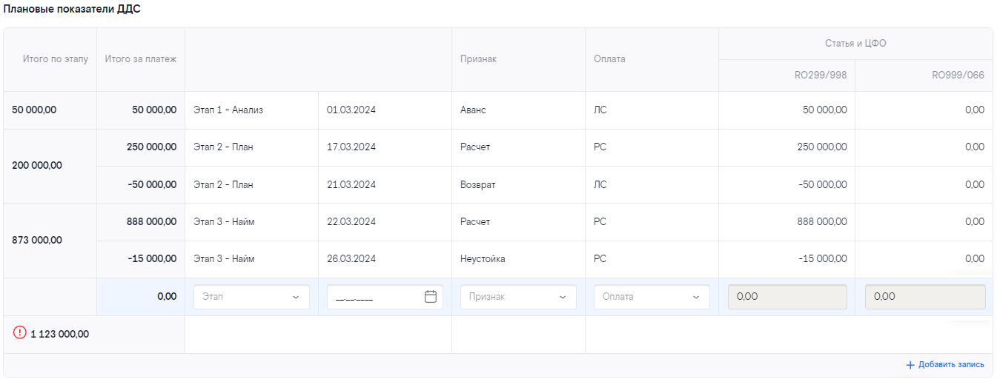 Плановые показатели ДДС
Статья и ЦФО
Итого по этапу Итого за платеж Признак Оплата
RO299/998 RO999/066
50 000,00 50 000,00 Этап 1 - Анализ 01.03.2024 Аванс ЛС 50 000,00 0,00
250 000,00 Этап 2 - План 17.03.2024 Расчет РС 250 000,00 0,00
200 000,00
-50 000,00 Этап 2 - План 21.03.2024 Возврат ЛС -50 000,00 0,00
888 000,00 Этап 3 - Найм 22.03.2024 Расчет РС 888 000,00 0,00
873 000,00
-15 000,00 Этап 3 - Найм 26.03.2024 Неустойка РС -15 000,00 0,00
0,00 Этап __.__.____ Признак Оплата 0,00 0,00
1 123 000,00
+ Добавить запись